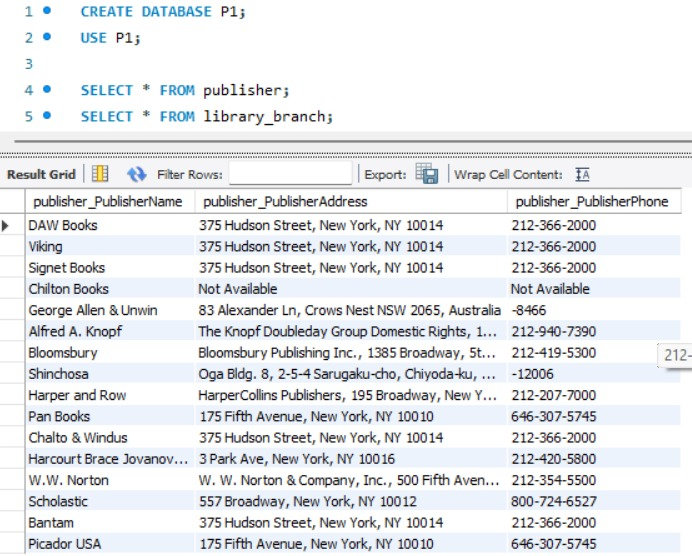 1 CREATE DATABASE P1;
2 USE P1;
3
4 SELECT * FROM publisher;
5 SELECT * FROM library_branch;
Result Grid Filter Rows: Export: Wrap Cell Content: IA
publisher_PublisherName publisher_PublisherAddress publisher_PublisherPhone
DAW Books 375 Hudson Street, New York, NY 10014 212-366-2000
Viking 375 Hudson Street, New York, NY 10014 212-366-2000
Signet Books 375 Hudson Street, New York, NY 10014 212-366-2000
Chilton Books Not Available Not Available
George Allen & Unwin 83 Alexander Ln, Crows Nest NSW 2065, Australia -8466
Alfred A. Knopf The Knopf Doubleday Group Domestic Rights, 1... 212-940-7390
Bloomsbury Bloomsbury Publishing Inc., 1385 Broadway, 5t... 212-419-5300 212-
Shinchosa Oga Bldg. 8, 2-5-4 Sarugaku-cho, Chiyoda-ku, ... -12006
Harper and Row HarperCollins Publishers, 195 Broadway, New Y... 212-207-7000
Pan Books 175 Fifth Avenue, New York, NY 10010 646-307-5745
Chalto & Windus 375 Hudson Street, New York, NY 10014 212-366-2000
Harcourt Brace Jovanov... 3 Park Ave, New York, NY 10016 212-420-5800
W.W. Norton W. W. Norton & Company, Inc., 500 Fifth Aven... 212-354-5500
Scholastic 557 Broadway, New York, NY 10012 800-724-6527
Bantam 375 Hudson Street, New York, NY 10014 212-366-2000
Picador USA 175 Fifth Avenue, New York, NY 10010 646-307-5745